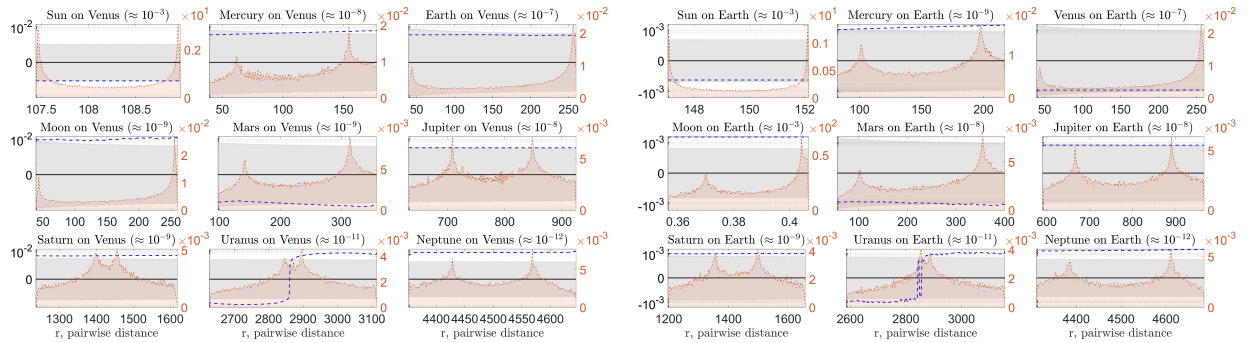 Sun on Venus (≈ 10⁻³) Mercury on Venus (≈ 10⁻⁸) Earth on Venus (≈ 10⁻⁷) Sun on Earth (≈ 10⁻³) Mercury on Earth (≈ 10⁻⁹) Venus on Earth (≈ 10⁻⁷)
10⁻² ×10¹ ×10⁻² ×10⁻² 10⁻³ ×10¹ ×10⁻² ×10⁻²
0 0.2 0 2 1 0 2 1 0 0 -10⁻³ 0.1 0.05 0 2 1 0 2 1 0
107.5 108 108.5 50 100 150 50 100 150 200 250 148 150 152 100 200 50 100 150 200 250
Moon on Venus (≈ 10⁻⁹) Mars on Venus (≈ 10⁻⁹) Jupiter on Venus (≈ 10⁻⁸) Moon on Earth (≈ 10⁻³) Mars on Earth (≈ 10⁻⁸) Jupiter on Earth (≈ 10⁻⁸)
10⁻² ×10⁻² ×10⁻³ ×10⁻³ 10⁻³ ×10² ×10⁻³ ×10⁻³
0 2 1 0 5 0 5 0 0 -10⁻³ 0.5 0 5 0 5 0
50 100 150 200 250 100 200 300 700 800 900 0.36 0.38 0.4 100 200 300 400 600 700 800 900
Saturn on Venus (≈ 10⁻⁹) Uranus on Venus (≈ 10⁻¹¹) Neptune on Venus (≈ 10⁻¹²) Saturn on Earth (≈ 10⁻⁹) Uranus on Earth (≈ 10⁻¹¹) Neptune on Earth (≈ 10⁻¹²)
10⁻² ×10⁻³ ×10⁻³ ×10⁻³ 10⁻³ ×10⁻³ ×10⁻³ ×10⁻³
0 5 0 4 2 0 5 0 0 -10⁻³ 4 2 0 4 2 0 4 2 0
1300 1400 1500 1600 2700 2800 2900 3000 3100 4400 4450 4500 4550 4600 1200 1400 1600 2600 2800 3000 4400 4600
r, pairwise distance r, pairwise distance r, pairwise distance r, pairwise distance r, pairwise distance r, pairwise distance